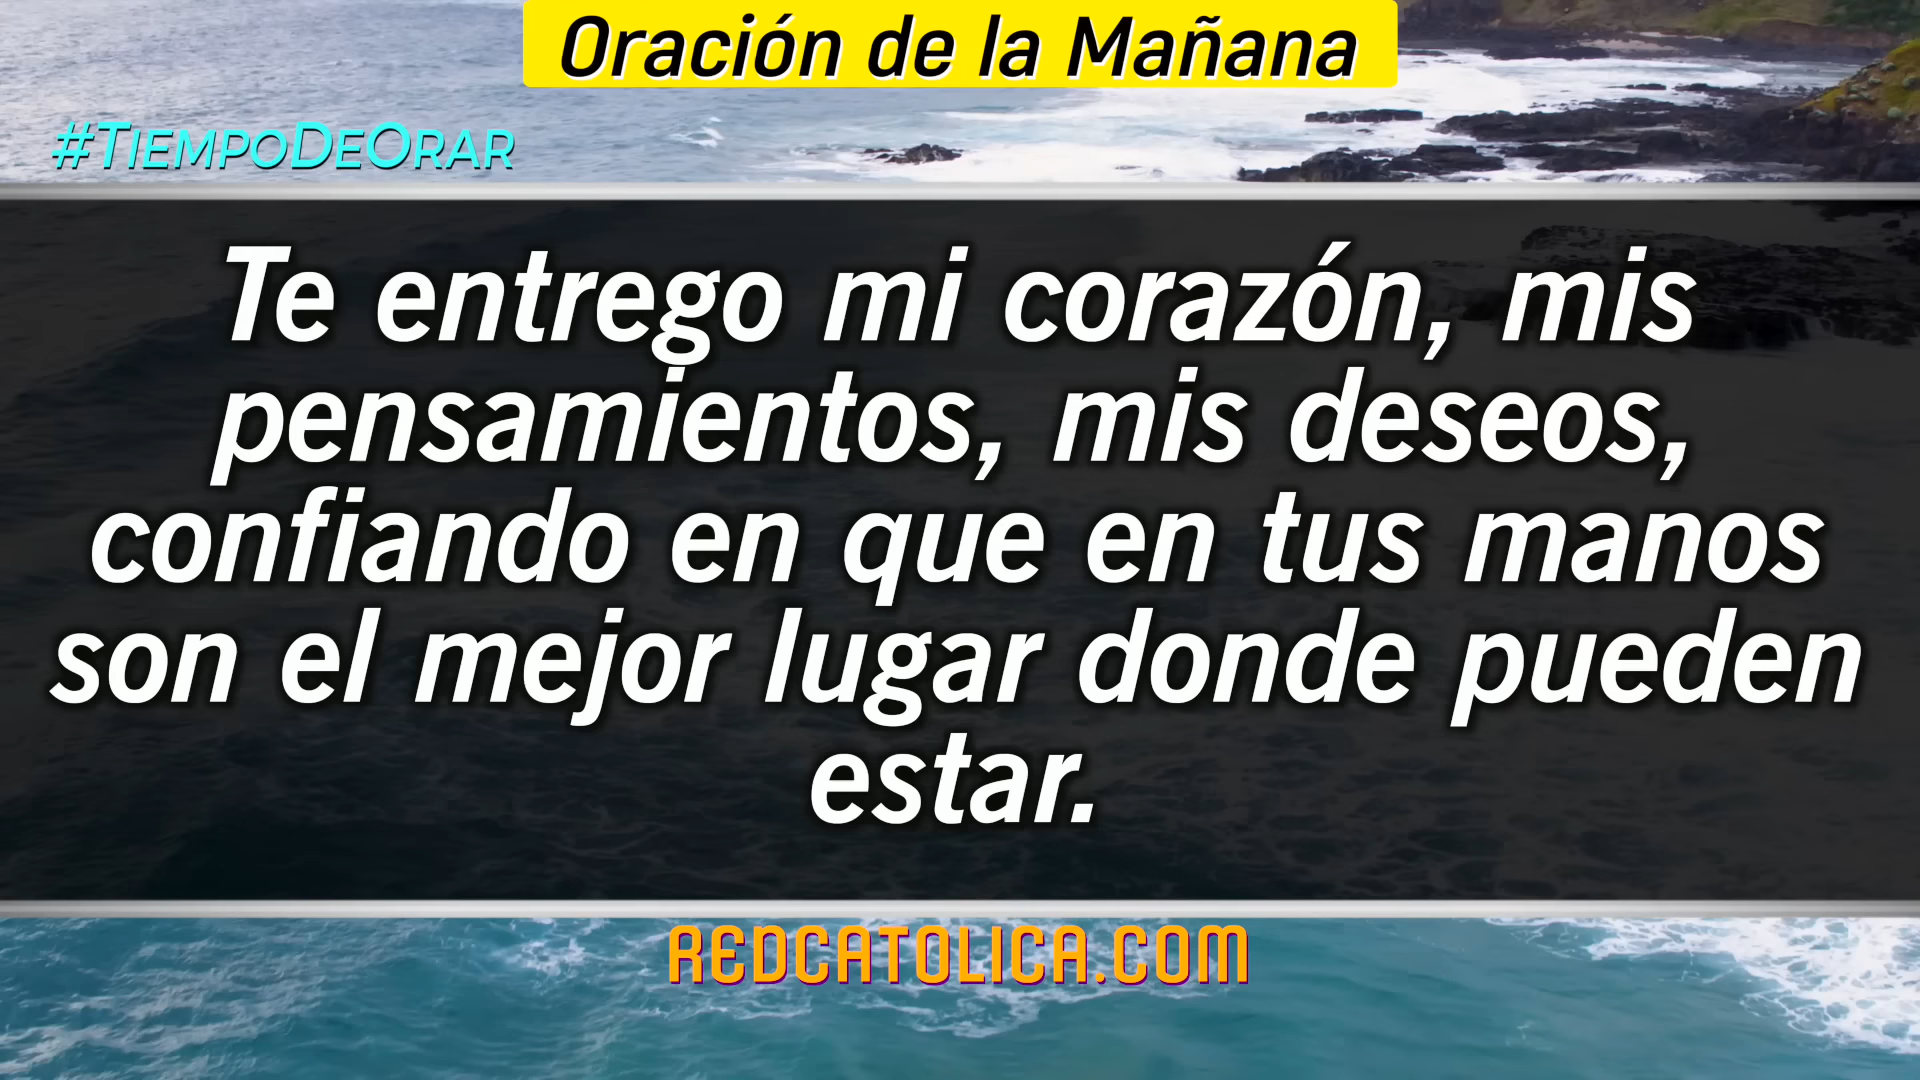 Oración de la Mañana
#TiempoDeOrar
Te entrego mi corazón, mis
pensamientos, mis deseos,
confiando en que en tus manos
son el mejor lugar donde pueden
estar.
REDCATOLICA.COM